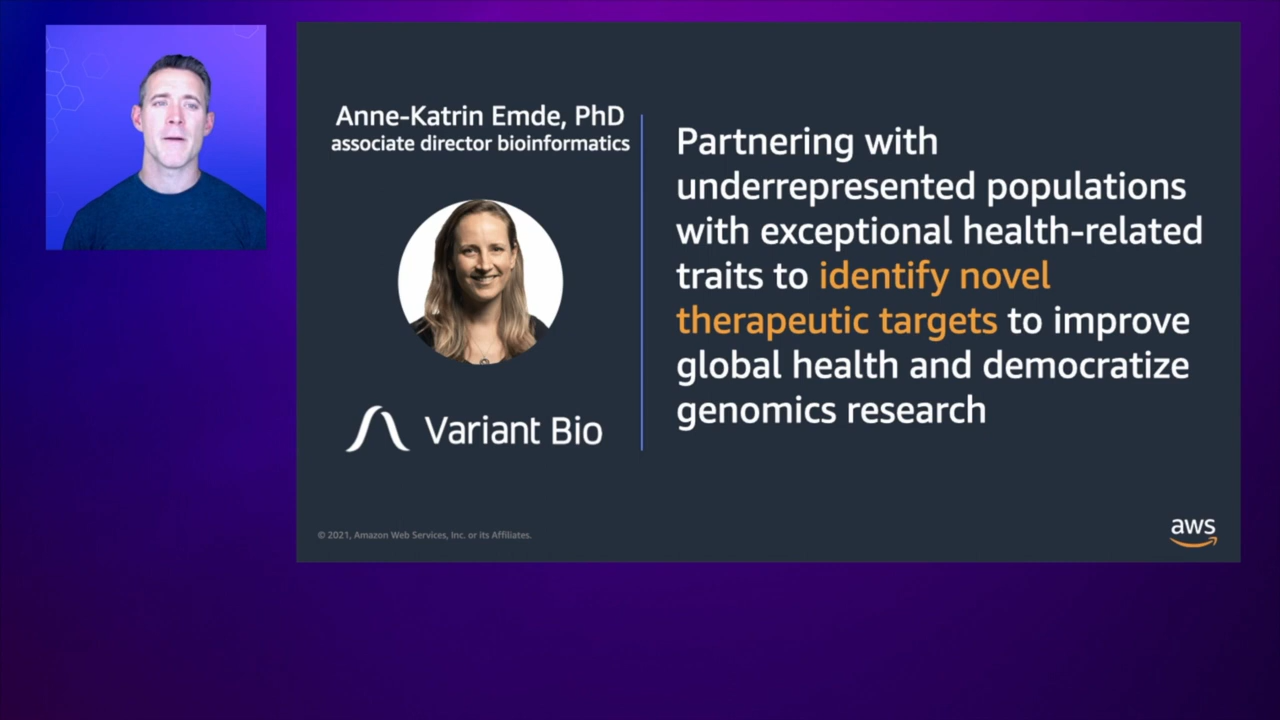 Anne-Katrin Emde, PhD
associate director bioinformatics
Variant Bio
Partnering with
underrepresented populations
with exceptional health-related
traits to identify novel
therapeutic targets to improve
global health and democratize
genomics research
© 2021, Amazon Web Services, Inc. or its Affiliates.
aws